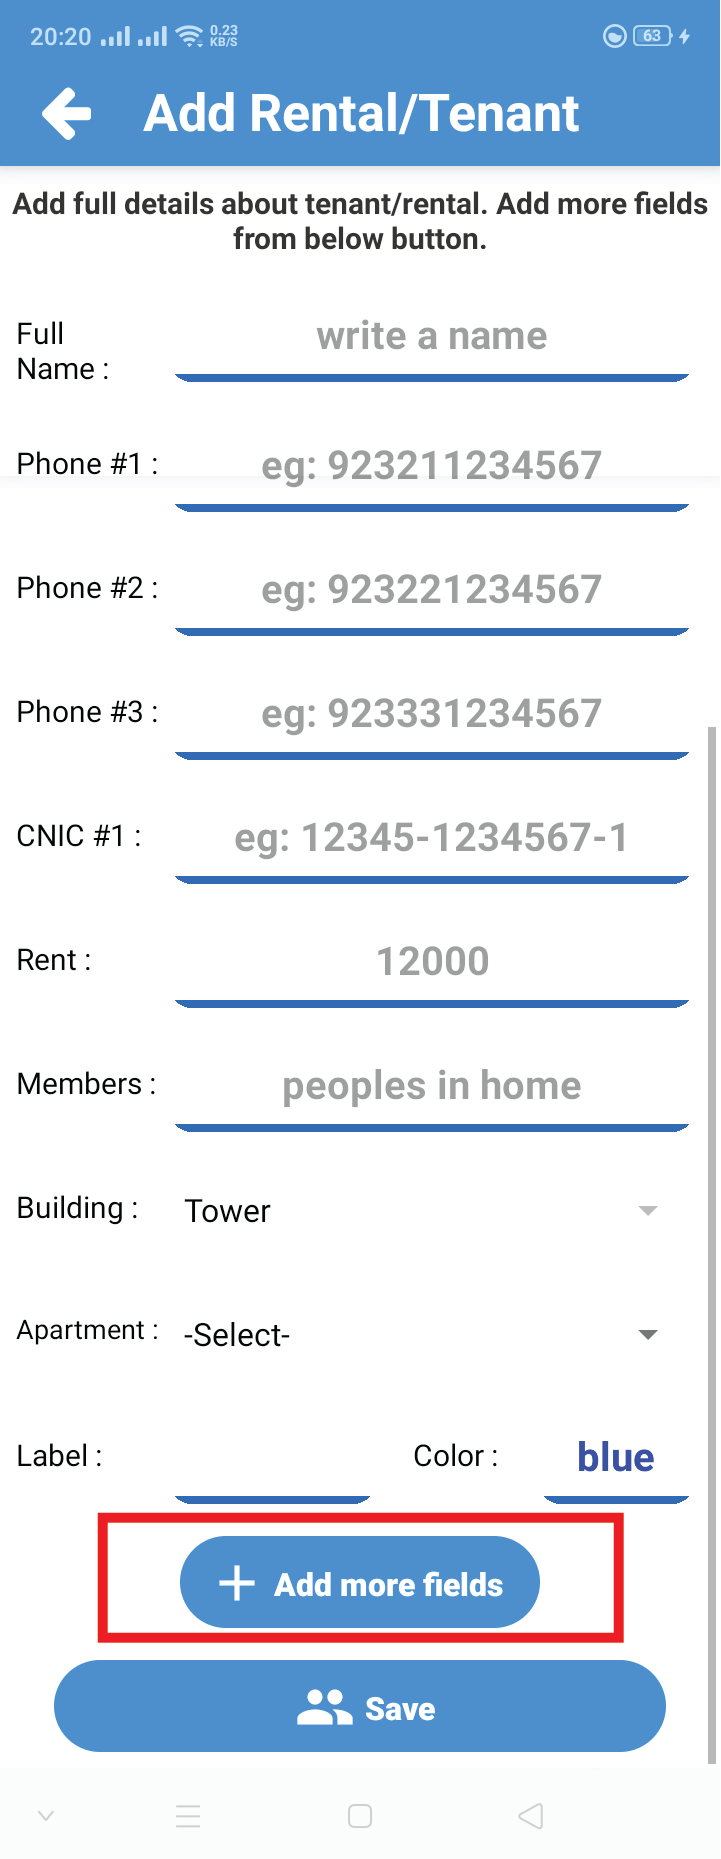 20:20 0.23 KB/S 63
Add Rental/Tenant
Add full details about tenant/rental. Add more fields
from below button.
Full
Name :
write a name
Phone #1 : eg: 923211234567
Phone #2 : eg: 923221234567
Phone #3 : eg: 923331234567
CNIC #1 : eg: 12345-1234567-1
Rent : 12000
Members : peoples in home
Building : Tower
Apartment : -Select-
Label : Color : blue
Add more fields
Save